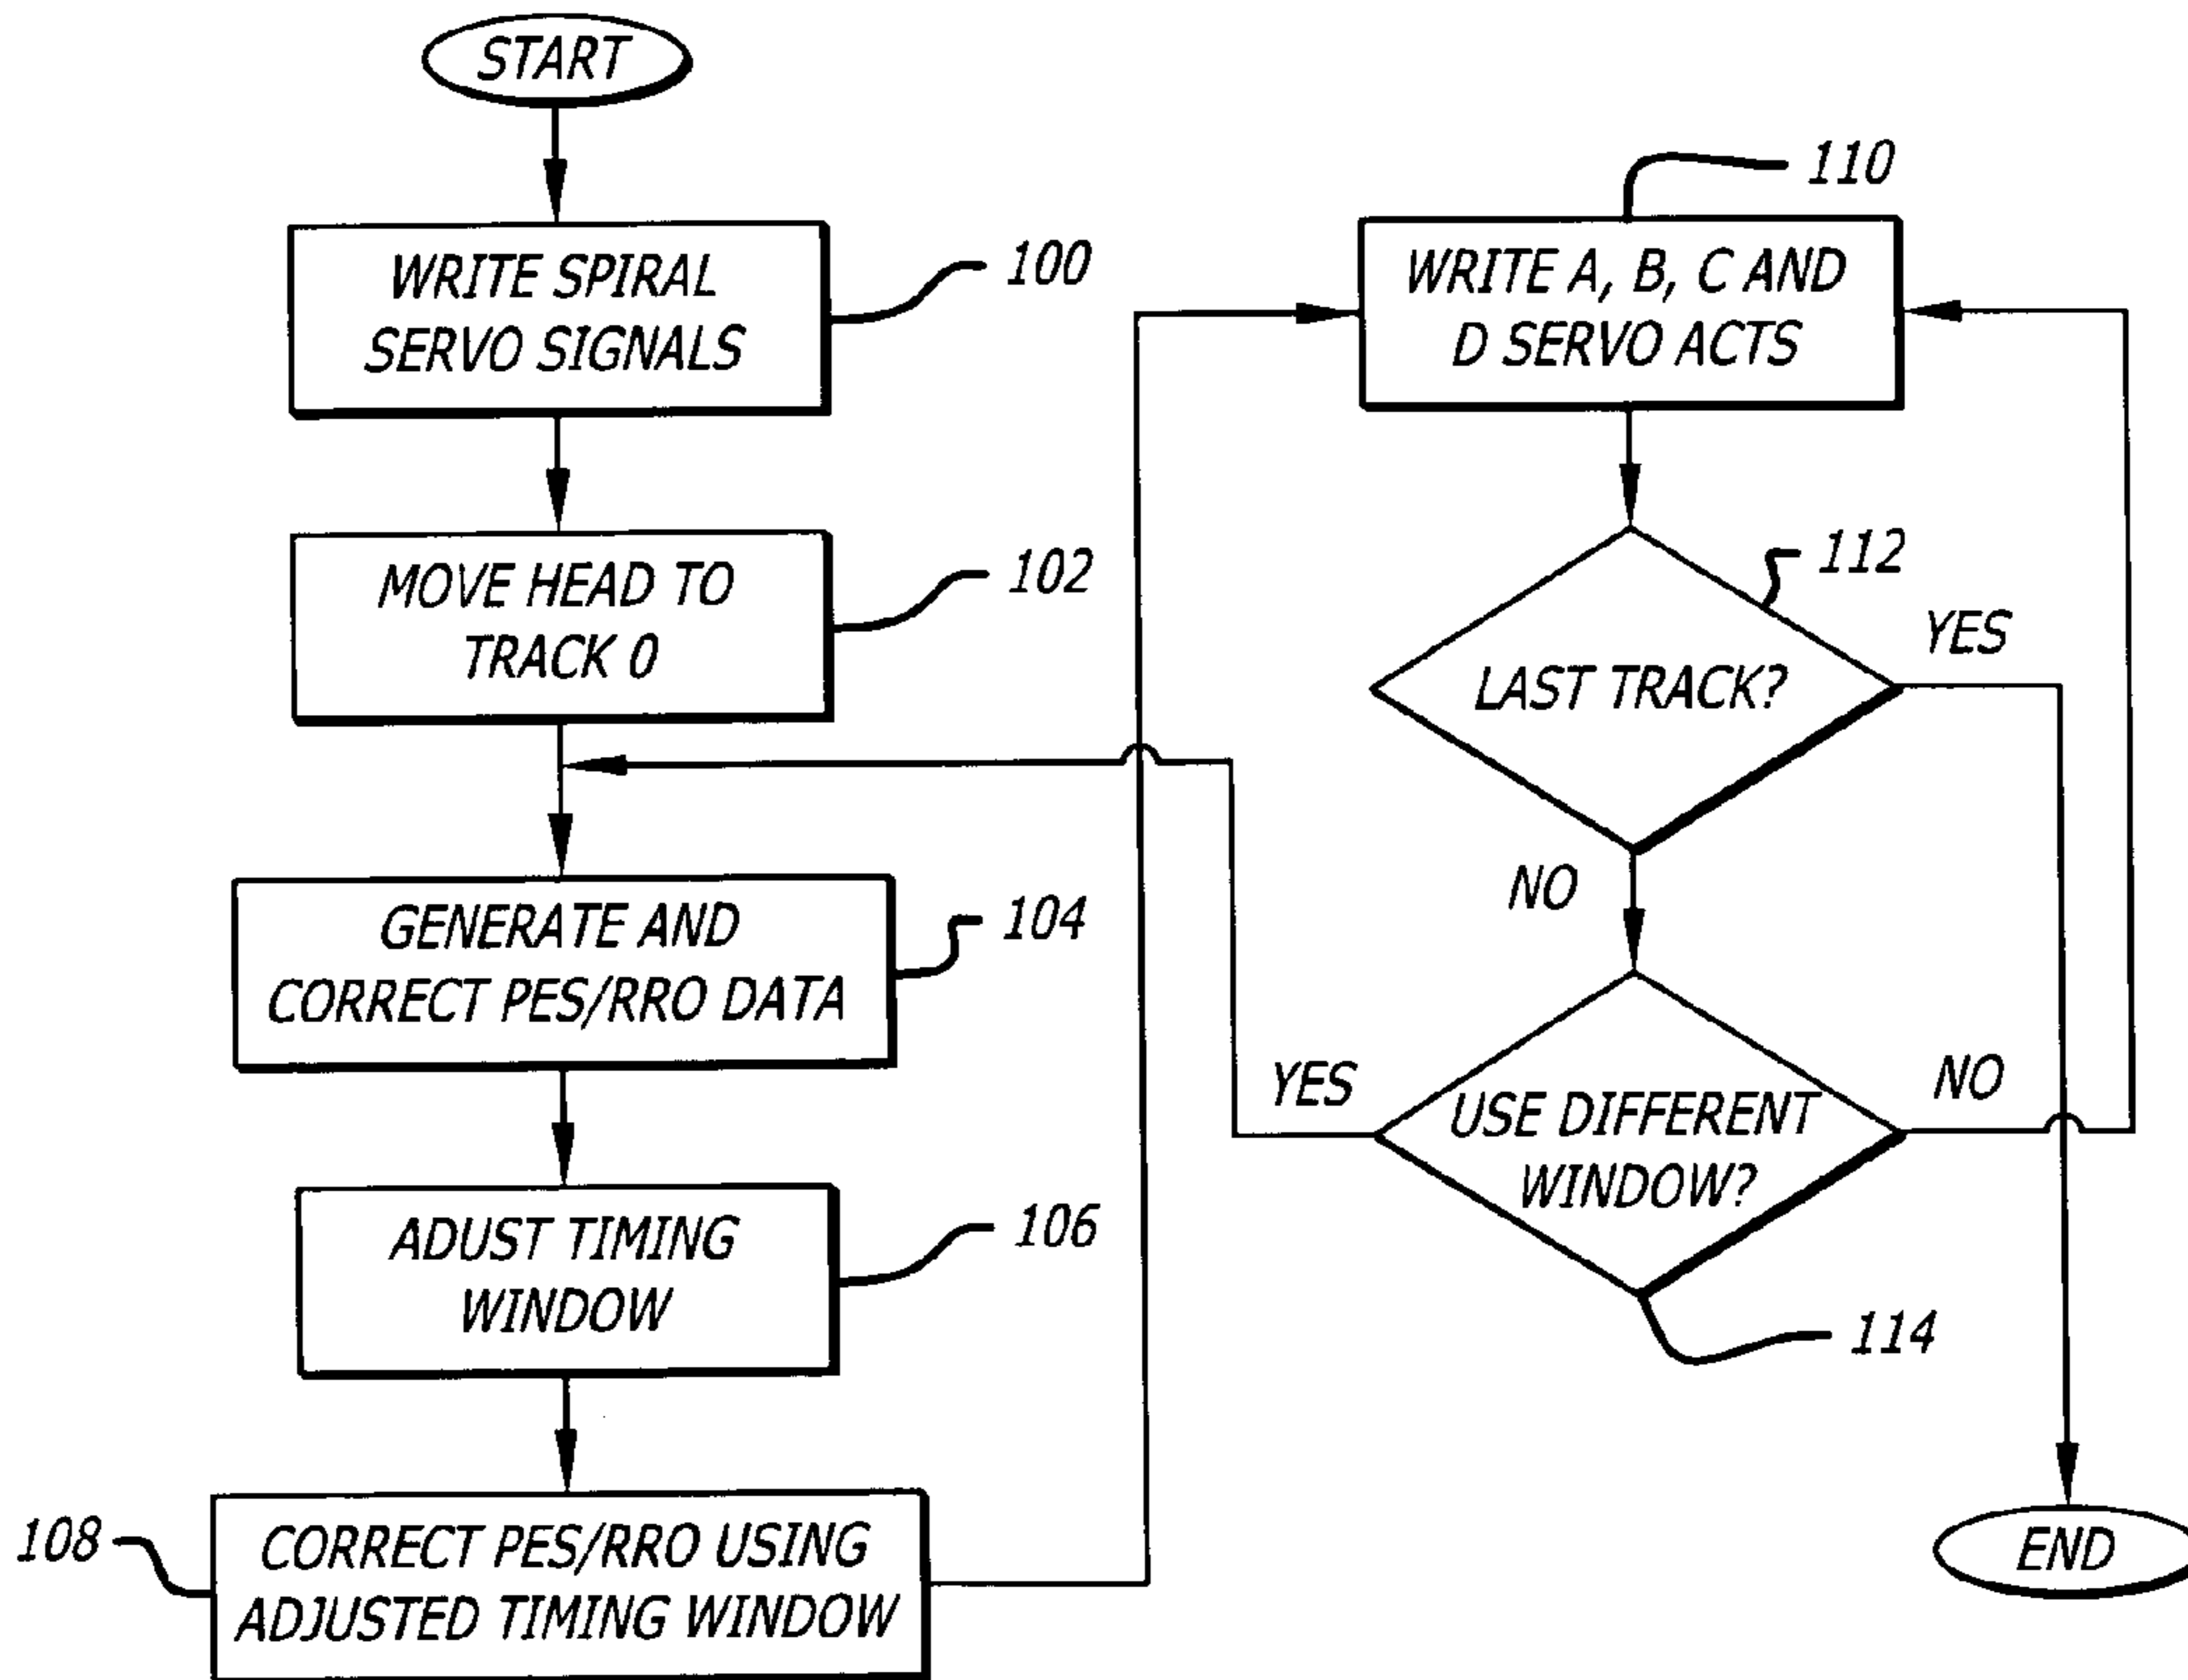 START
WRITE SPIRAL
SERVO SIGNALS
100
MOVE HEAD TO
TRACK 0
102
GENERATE AND
CORRECT PES/RRO DATA
104
ADUST TIMING
WINDOW
106
CORRECT PES/RRO USING
ADJUSTED TIMING WINDOW
108
110
WRITE A, B, C AND
D SERVO ACTS
112
LAST TRACK?
YES
NO
USE DIFFERENT
WINDOW?
YES
NO
114
END